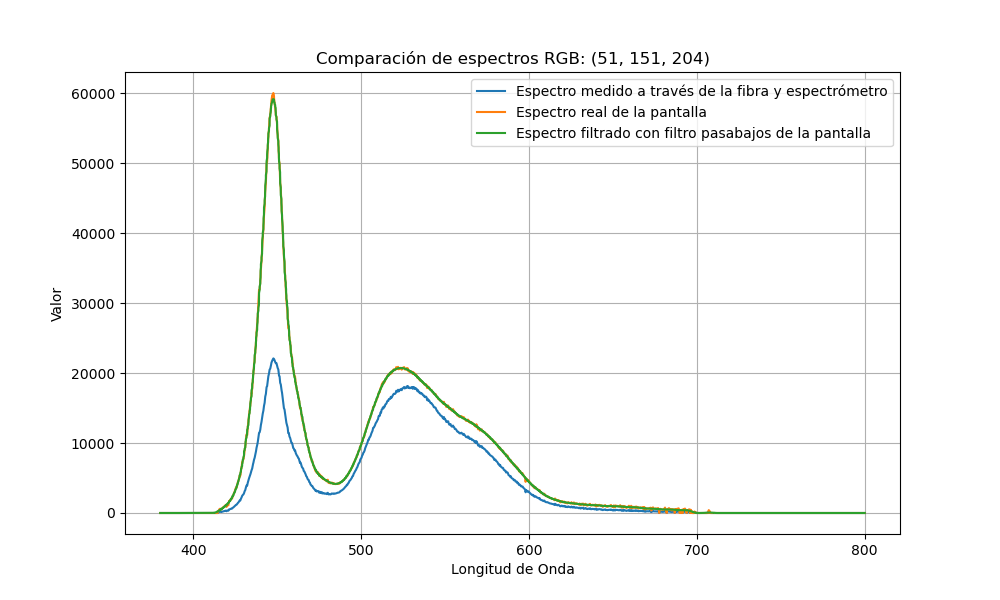 Comparación de espectros RGB: (51, 151, 204)
Espectro medido a través de la fibra y espectrómetro
Espectro real de la pantalla
Espectro filtrado con filtro pasabajos de la pantalla
Valor
60000
50000
40000
30000
20000
10000
0
400 500 600 700 800
Longitud de Onda